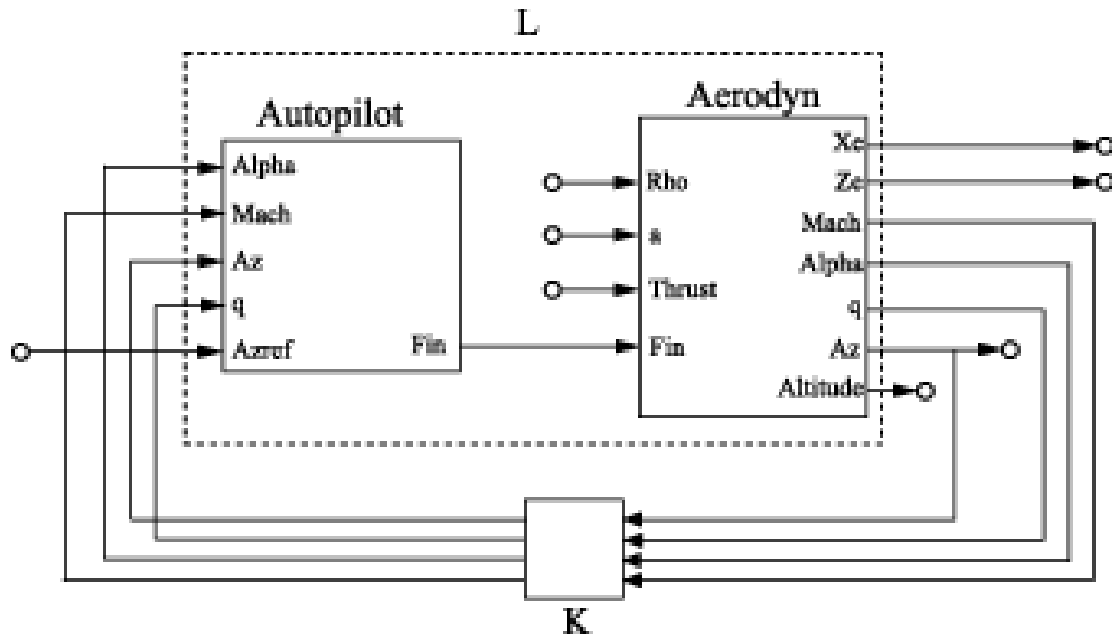 L
Autopilot
Alpha
Mach
Az
q
Azref
Fin
Aerodyn
Rho
a
Thrust
Fin
Xe
Ze
Mach
Alpha
q
Az
Altitude
K